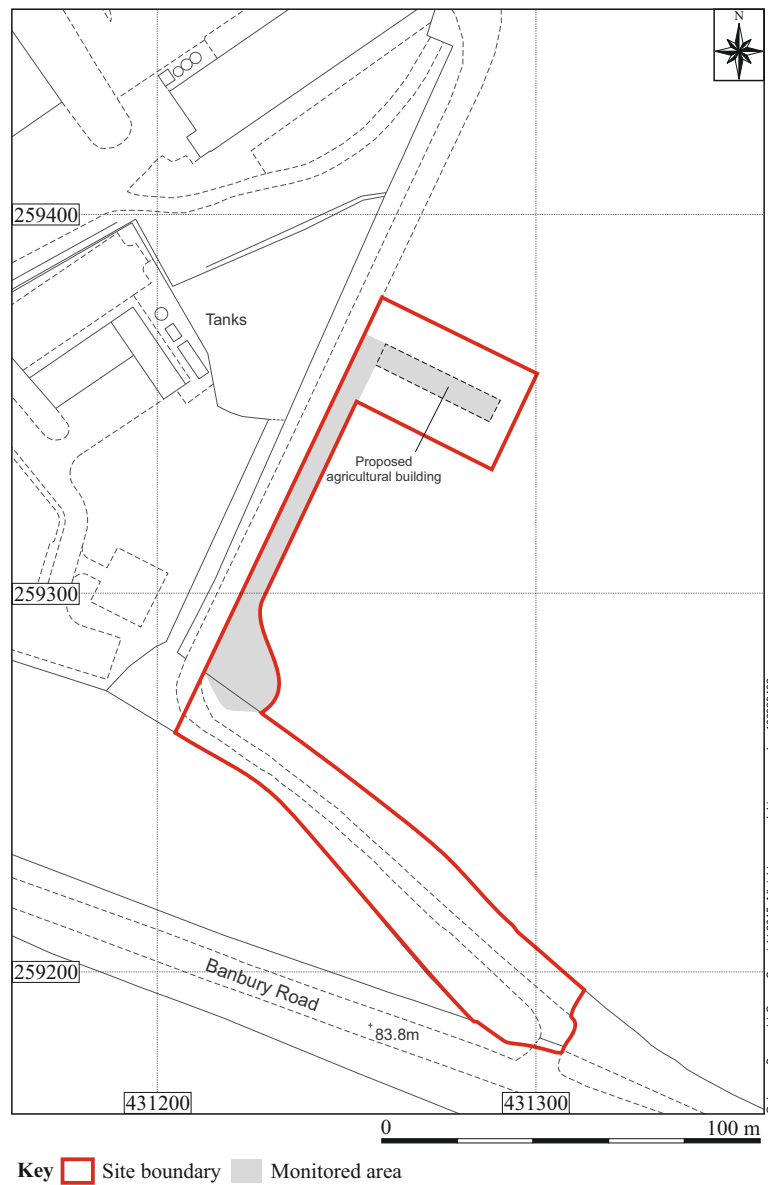 N
259400
Tanks
Proposed
agricultural building
259300
259200
Banbury Road
83.8m
431200
431300
0 100 m
Key Site boundary Monitored area